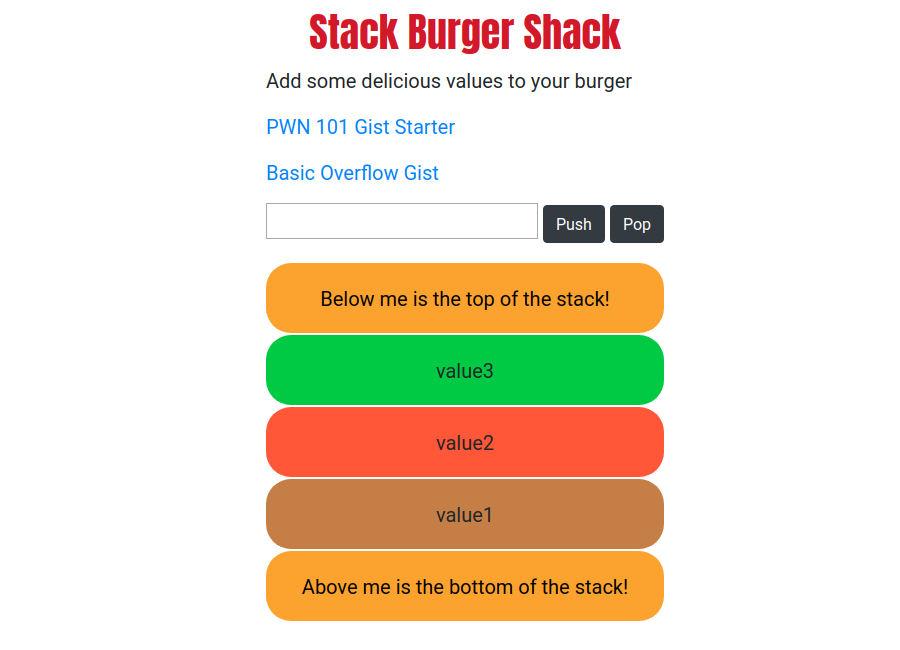 Stack Burger Shack
Add some delicious values to your burger
PWN 101 Gist Starter
Basic Overflow Gist
Push Pop
Below me is the top of the stack!
value3
value2
value1
Above me is the bottom of the stack!